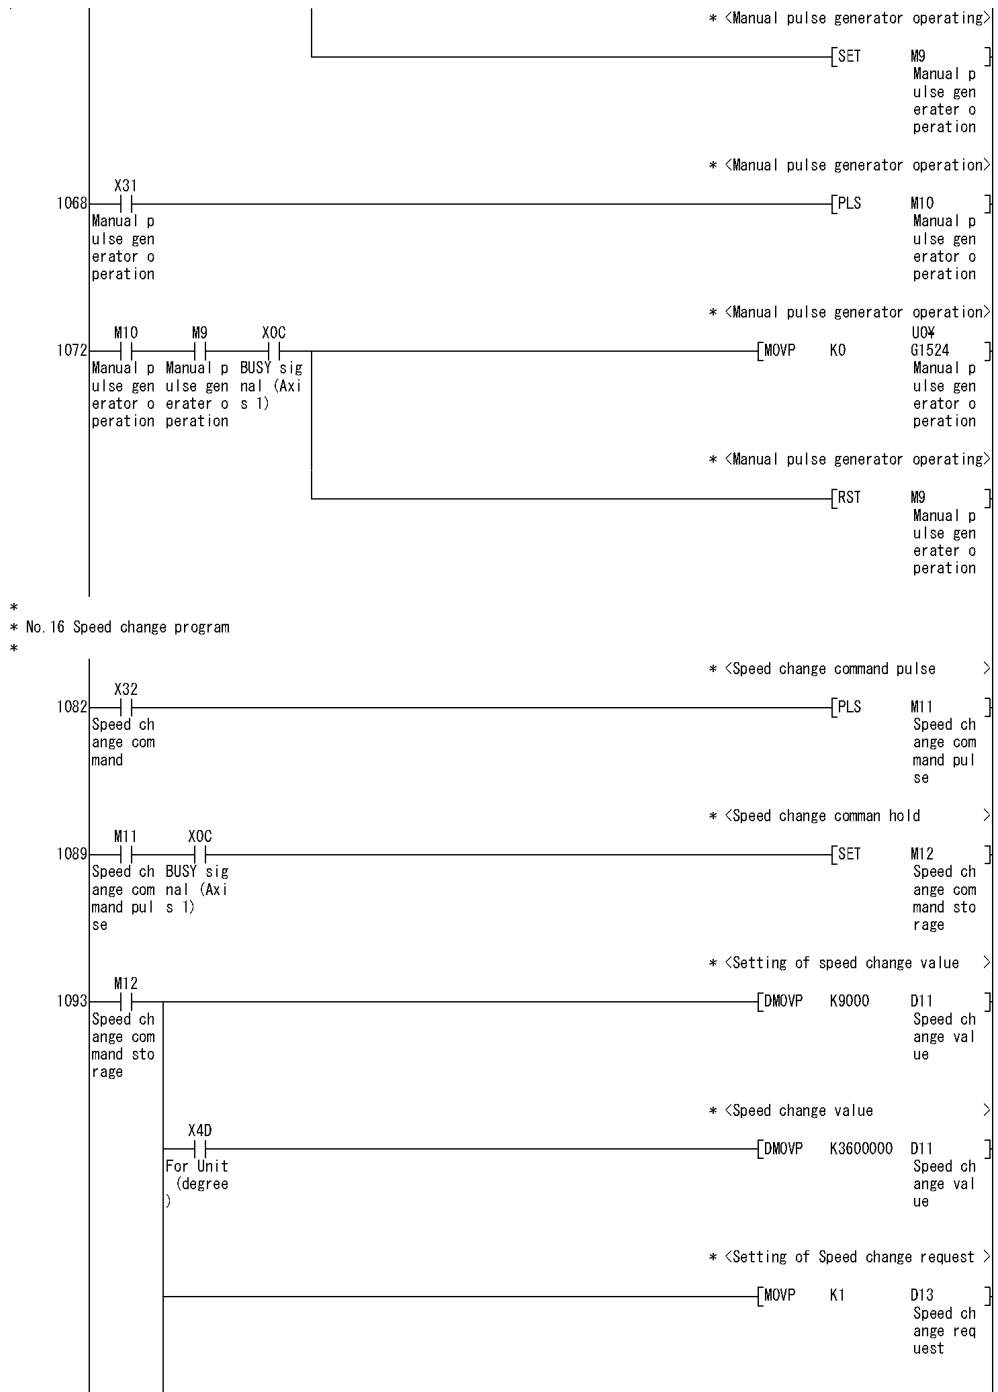 * <Manual pulse generator operating>
[SET M9 ]
Manual p
ulse gen
erater o
peration
* <Manual pulse generator operation>
X31
1068 [PLS M10 ]
Manual p
ulse gen
erator o
peration
Manual p
ulse gen
erator o
peration
* <Manual pulse generator operation>
M10 M9 X0C U0¥
1072 [MOVP K0 G1524 ]
Manual p Manual p BUSY sig
ulse gen ulse gen nal (Axi
erator o erater o s 1)
peration peration
Manual p
ulse gen
erator o
peration
* <Manual pulse generator operating>
[RST M9 ]
Manual p
ulse gen
erater o
peration
*
* No.16 Speed change program
*
* <Speed change command pulse >
X32
1082 [PLS M11 ]
Speed ch
ange com
mand
Speed ch
ange com
mand pul
se
* <Speed change comman hold >
M11 X0C
1089 [SET M12 ]
Speed ch BUSY sig
ange com nal (Axi
mand pul s 1)
se
Speed ch
ange com
mand sto
rage
* <Setting of speed change value >
M12
1093 [DMOVP K9000 D11 ]
Speed ch
ange com
mand sto
rage
Speed ch
ange val
ue
* <Speed change value >
X4D
[DMOVP K3600000 D11 ]
For Unit
(degree
)
Speed ch
ange val
ue
* <Setting of Speed change request >
[MOVP K1 D13 ]
Speed ch
ange req
uest